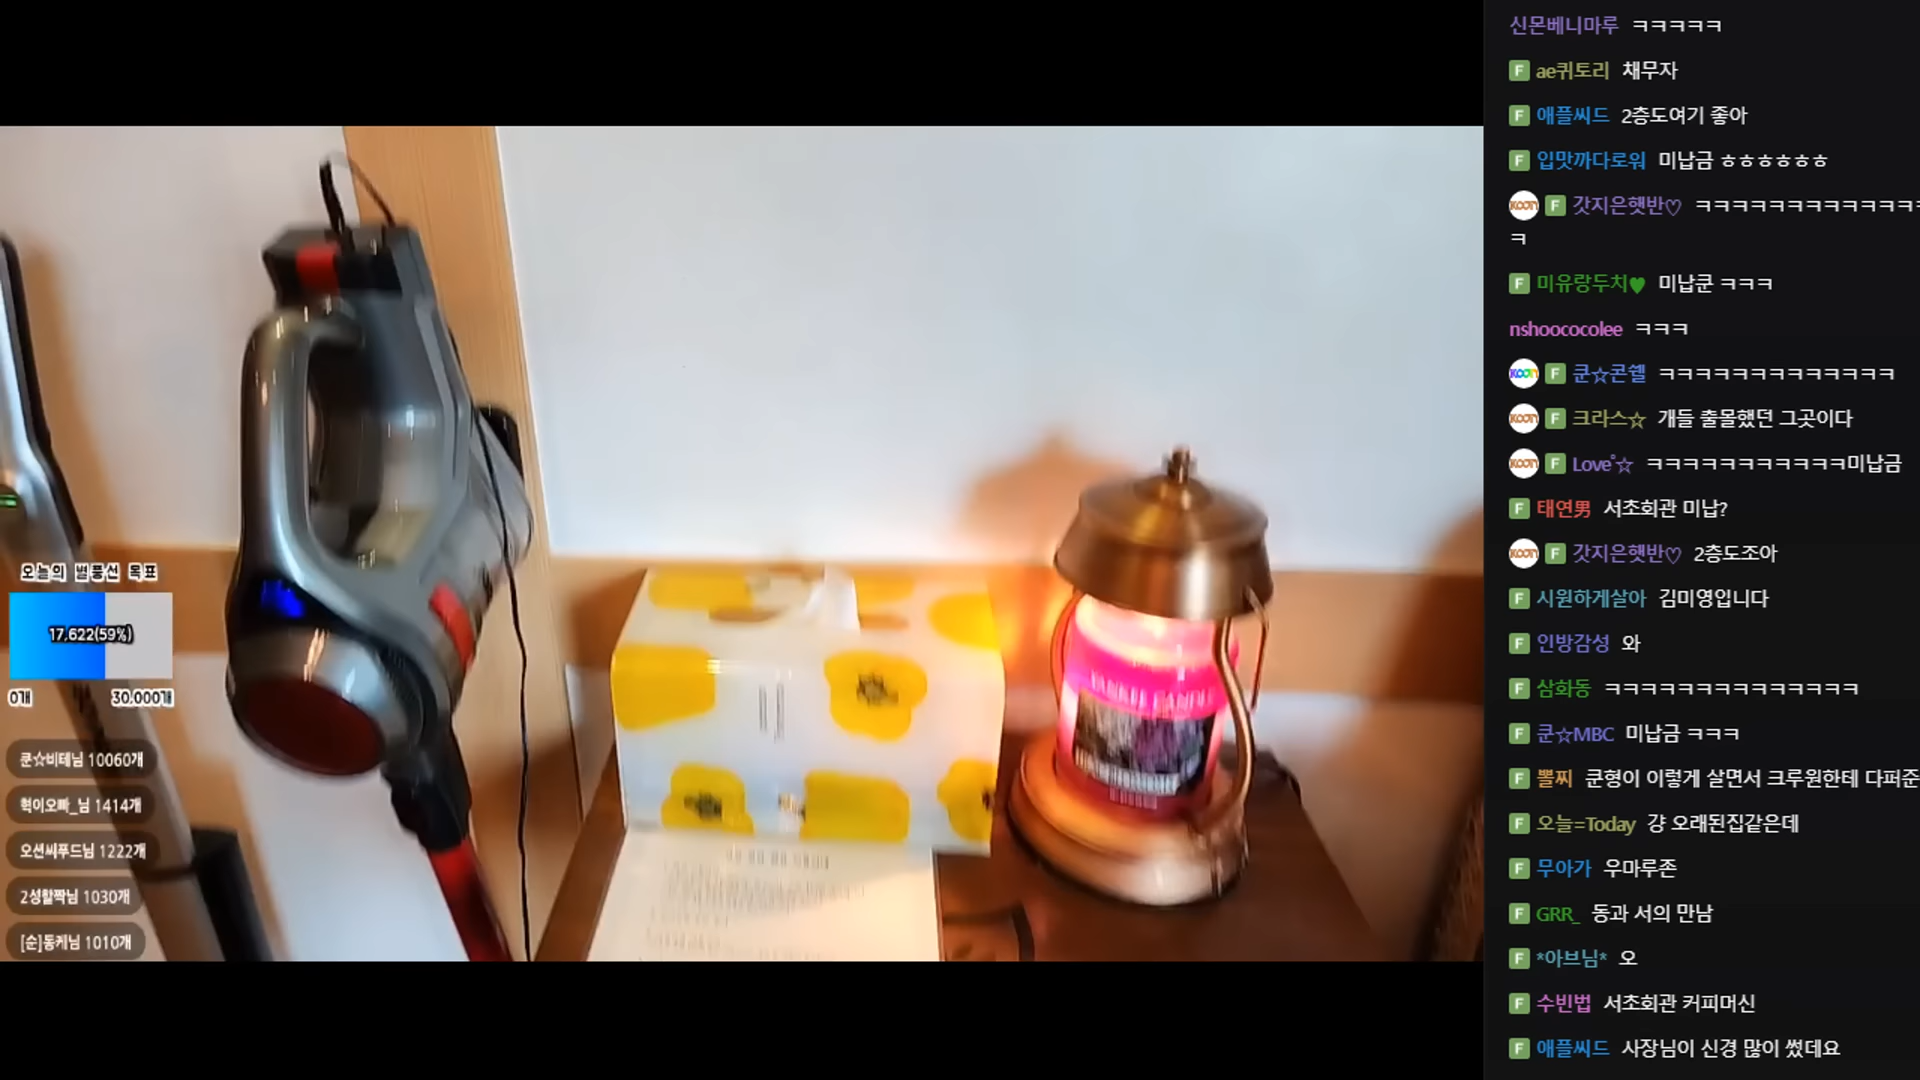 오늘의 별풍선 목표
17,622(59%)
0개 30,000개
쿤☆비테님 10060개
혁이오빠_님 1414개
오션씨푸드님 1222개
2성할짝님 1030개
[순]동케님 1010개
YANKEE CANDLE
신몬베니마루 ㅋㅋㅋㅋㅋ
F ae퀴토리 채무자
F 애플씨드 2층도여기 좋아
F 입맛까다로워 미납금 ㅎㅎㅎㅎㅎㅎ
KOON F 갓지은햇반♡ ㅋㅋㅋㅋㅋㅋㅋㅋㅋㅋㅋㅋㅋ
ㅋ
F 미유랑두치♥ 미납쿤 ㅋㅋㅋ
nshoococolee ㅋㅋㅋ
KOON F 쿤☆콘쉘 ㅋㅋㅋㅋㅋㅋㅋㅋㅋㅋㅋㅋㅋ
KOON F 크라스☆ 개들 출몰했던 그곳이다
KOON F Love˚☆ ㅋㅋㅋㅋㅋㅋㅋㅋㅋㅋㅋ미납금
F 태연男 서초회관 미납?
KOON F 갓지은햇반♡ 2층도조아
F 시원하게살아 김미영입니다
F 인방감성 와
F 삼화동 ㅋㅋㅋㅋㅋㅋㅋㅋㅋㅋㅋㅋㅋㅋ
F 쿤☆MBC 미납금 ㅋㅋㅋ
F 뽈찌 쿤형이 이렇게 살면서 크루원한테 다퍼준
F 오늘=Today 걍 오래된집같은데
F 무아가 우마루존
F GRR_ 동과 서의 만남
F *아브님* 오
F 수빈법 서초회관 커피머신
F 애플씨드 사장님이 신경 많이 썼데요